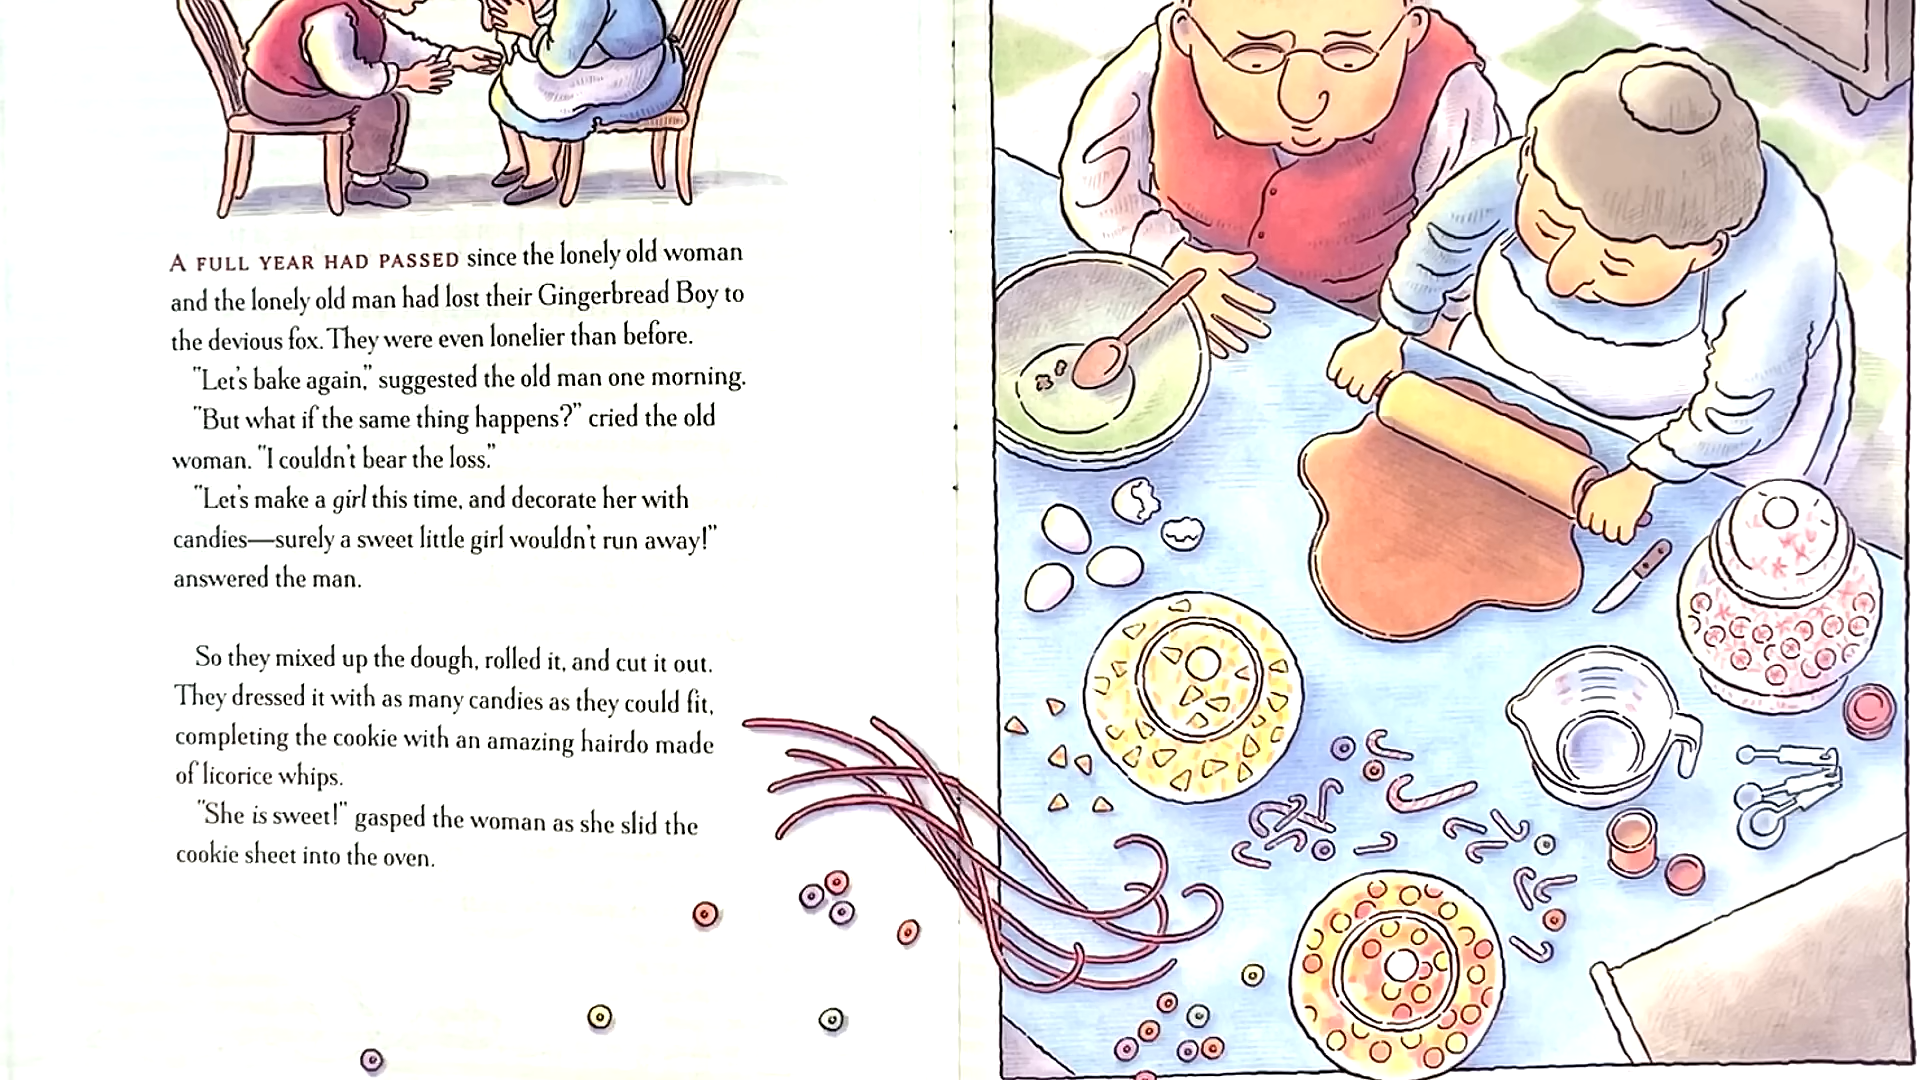 A FULL YEAR HAD PASSED since the lonely old woman
and the lonely old man had lost their Gingerbread Boy to
the devious fox. They were even lonelier than before.
"Let's bake again," suggested the old man one morning.
"But what if the same thing happens?" cried the old
woman. "I couldn't bear the loss."
"Let's make a girl this time, and decorate her with
candies—surely a sweet little girl wouldn't run away!"
answered the man.
So they mixed up the dough, rolled it, and cut it out.
They dressed it with as many candies as they could fit,
completing the cookie with an amazing hairdo made
of licorice whips.
"She is sweet!" gasped the woman as she slid the
cookie sheet into the oven.